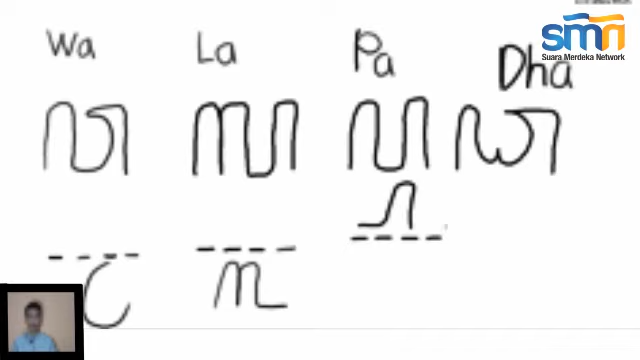 smn
Suara Merdeka Network
Wa La Pa Dha
ꦮ ꦭ ꦥ ꦝ